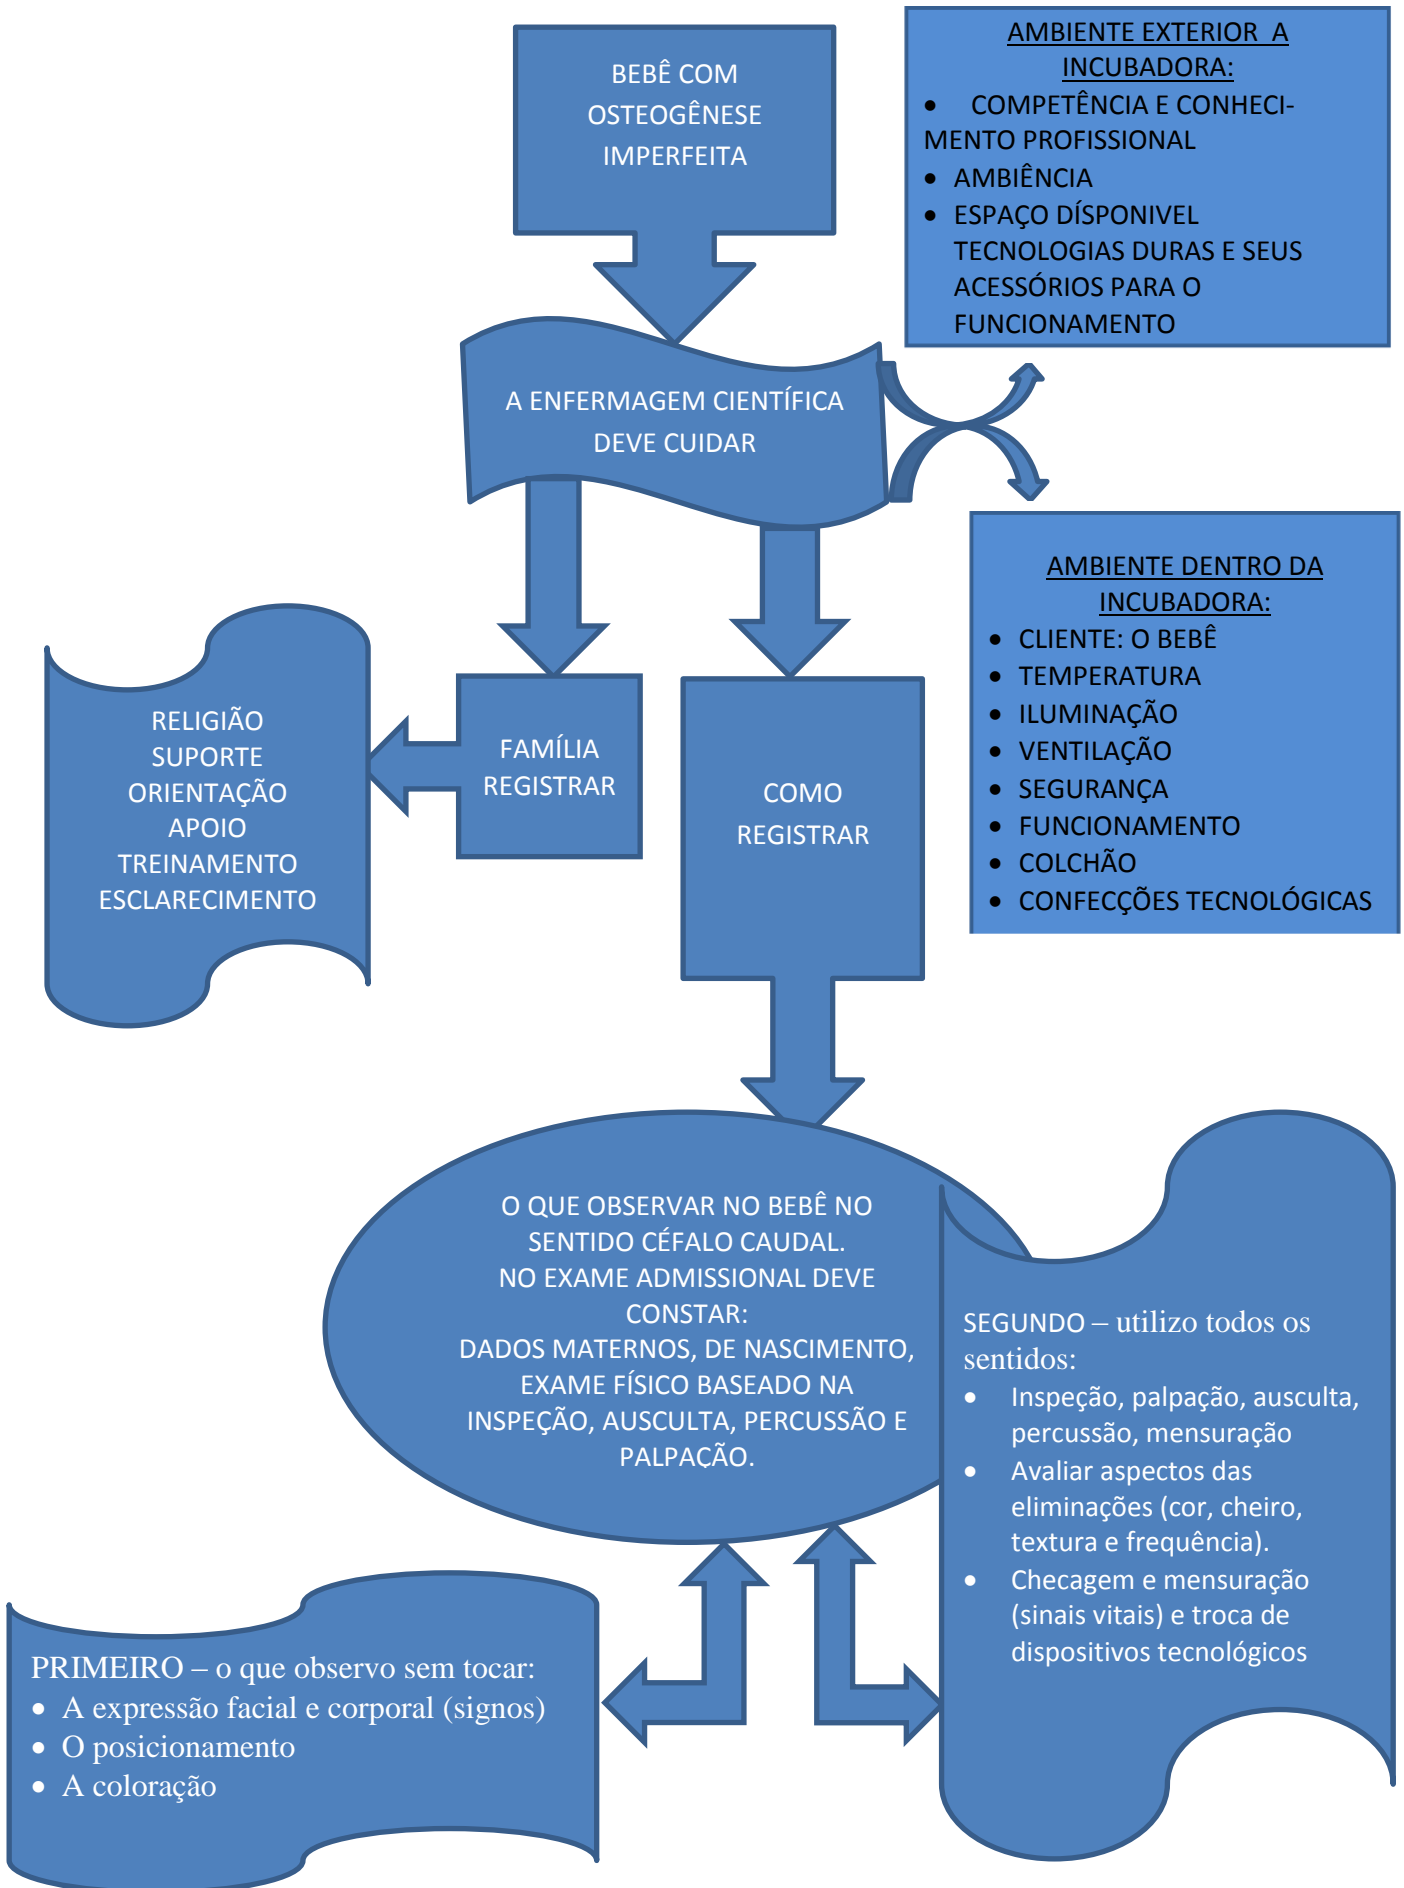 BEBÊ COM
OSTEOGÊNESE
IMPERFEITA
AMBIENTE EXTERIOR A
INCUBADORA:
• COMPETÊNCIA E CONHECI-
MENTO PROFISSIONAL
• AMBIÊNCIA
• ESPAÇO DÍSPONIVEL
TECNOLOGIAS DURAS E SEUS
ACESSÓRIOS PARA O
FUNCIONAMENTO
A ENFERMAGEM CIENTÍFICA
DEVE CUIDAR
AMBIENTE DENTRO DA
INCUBADORA:
• CLIENTE: O BEBÊ
• TEMPERATURA
• ILUMINAÇÃO
• VENTILAÇÃO
• SEGURANÇA
• FUNCIONAMENTO
• COLCHÃO
• CONFECÇÕES TECNOLÓGICAS
RELIGIÃO
SUPORTE
ORIENTAÇÃO
APOIO
TREINAMENTO
ESCLARECIMENTO
FAMÍLIA
REGISTRAR
COMO
REGISTRAR
O QUE OBSERVAR NO BEBÊ NO
SENTIDO CÉFALO CAUDAL.
NO EXAME ADMISSIONAL DEVE
CONSTAR:
DADOS MATERNOS, DE NASCIMENTO,
EXAME FÍSICO BASEADO NA
INSPEÇÃO, AUSCULTA, PERCUSSÃO E
PALPAÇÃO.
SEGUNDO – utilizo todos os
sentidos:
• Inspeção, palpação, ausculta,
percussão, mensuração
• Avaliar aspectos das
eliminações (cor, cheiro,
textura e frequência).
• Checagem e mensuração
(sinais vitais) e troca de
dispositivos tecnológicos
PRIMEIRO – o que observo sem tocar:
• A expressão facial e corporal (signos)
• O posicionamento
• A coloração